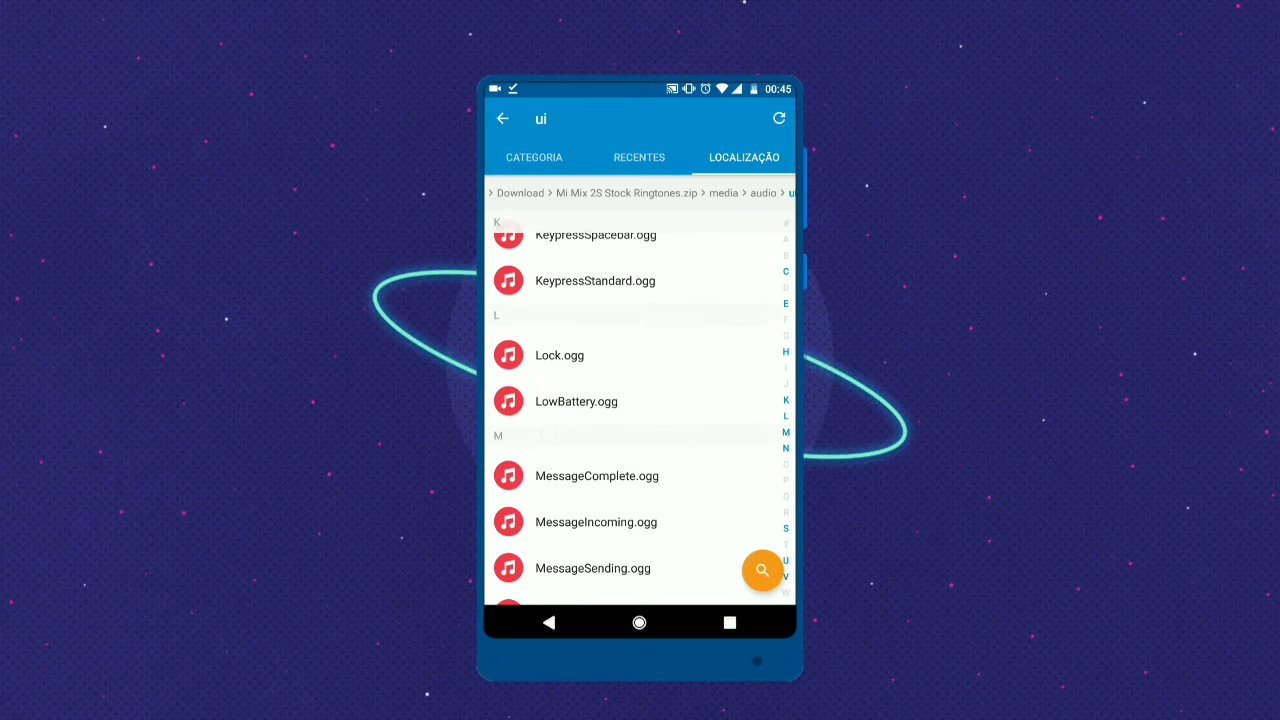 00:45
ui
CATEGORIA RECENTES LOCALIZAÇÃO
Download Mi Mix 2S Stock Ringtones.zip media audio ui
K
KeypressSpacebar.ogg
KeypressStandard.ogg
L
Lock.ogg
LowBattery.ogg
M
MessageComplete.ogg
MessageIncoming.ogg
MessageSending.ogg
#
A
B
C
D
E
F
G
H
I
J
K
L
M
N
O
P
Q
R
S
T
U
V
W